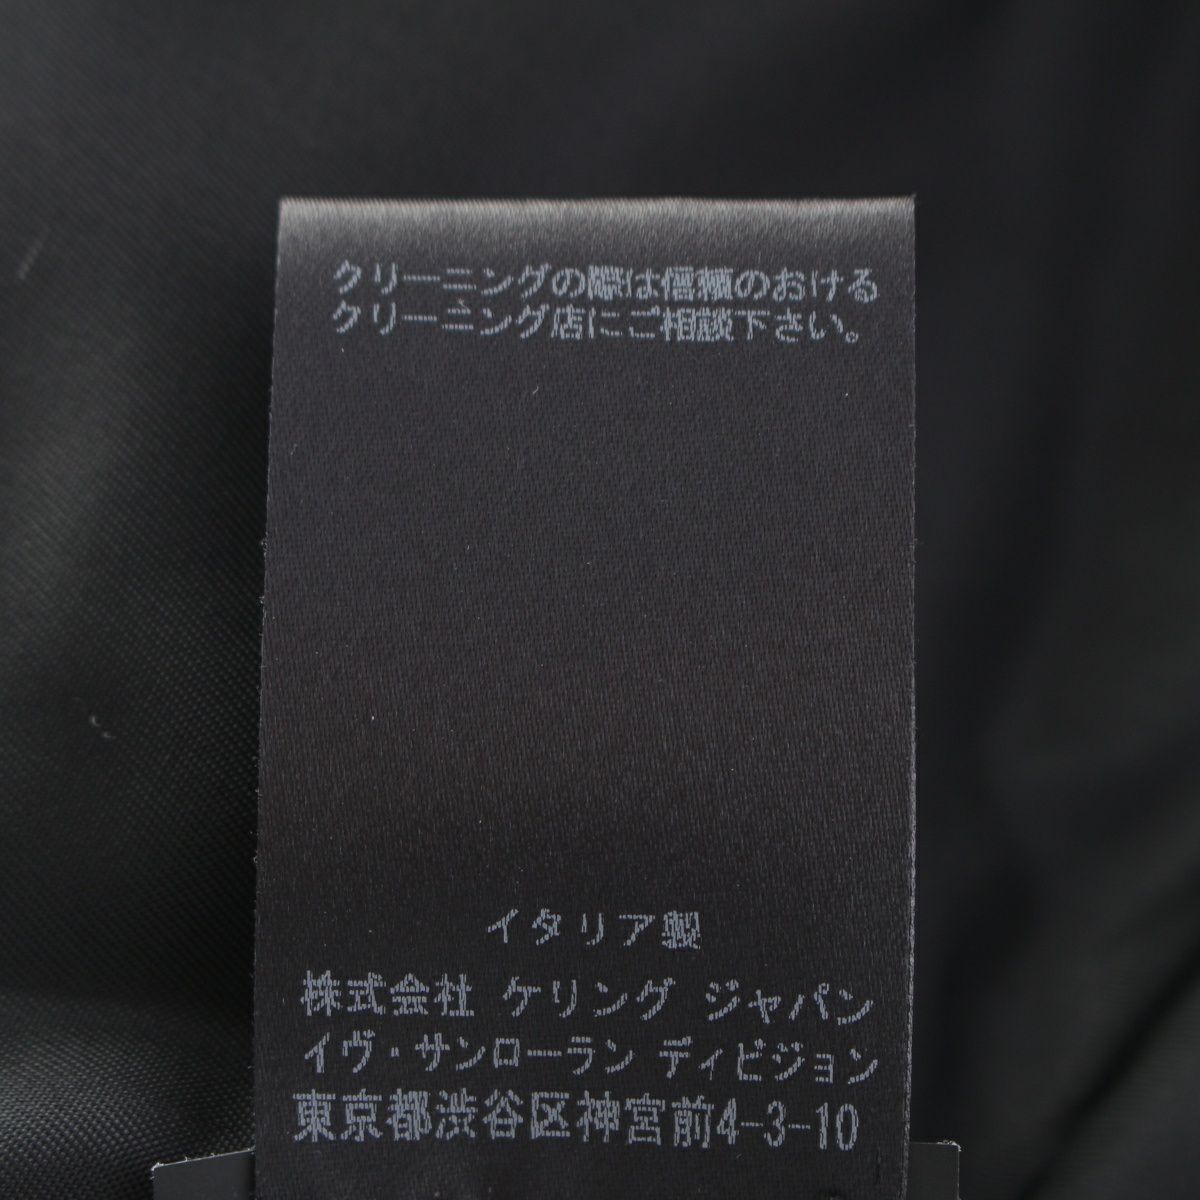 クリーニングの際は信頼のおける
クリーニング店にご相談下さい。
イタリア製
株式会社 ケリング ジャパン
イヴ・サンローラン ディビジョン
東京都渋谷区神宮前4-3-10